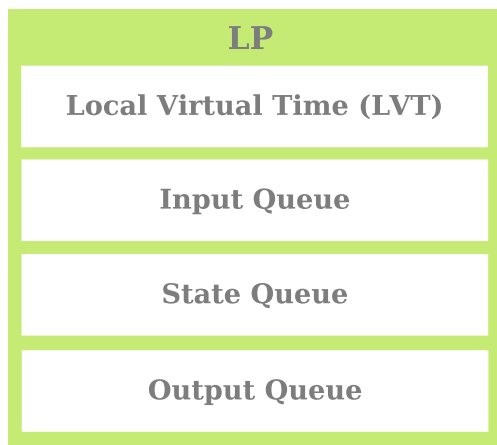 LP
Local Virtual Time (LVT)
Input Queue
State Queue
Output Queue